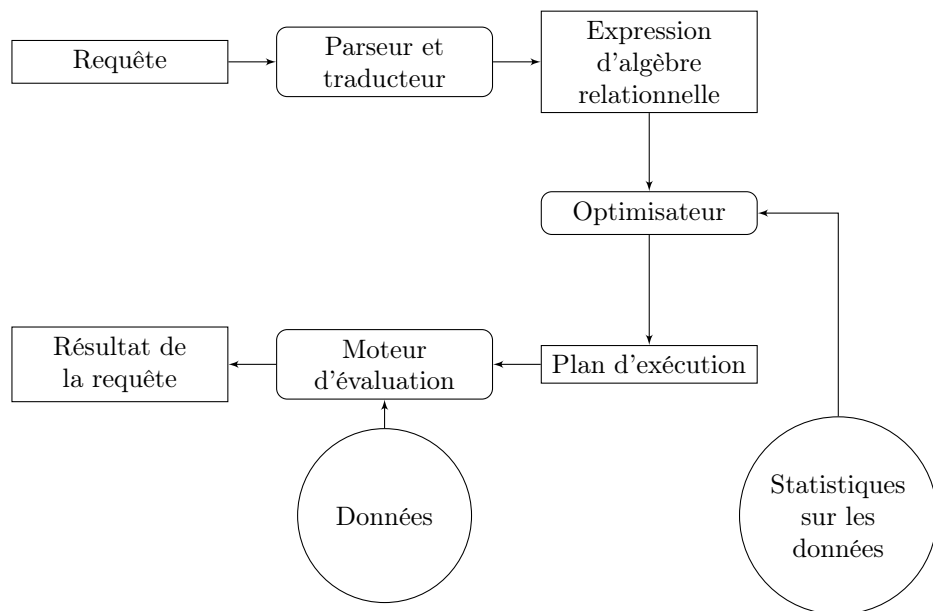 Requête
Parseur et
traducteur
Expression
d'algèbre
relationnelle
Optimisateur
Plan d'exécution
Moteur
d'évaluation
Résultat de
la requête
Données
Statistiques
sur les
données